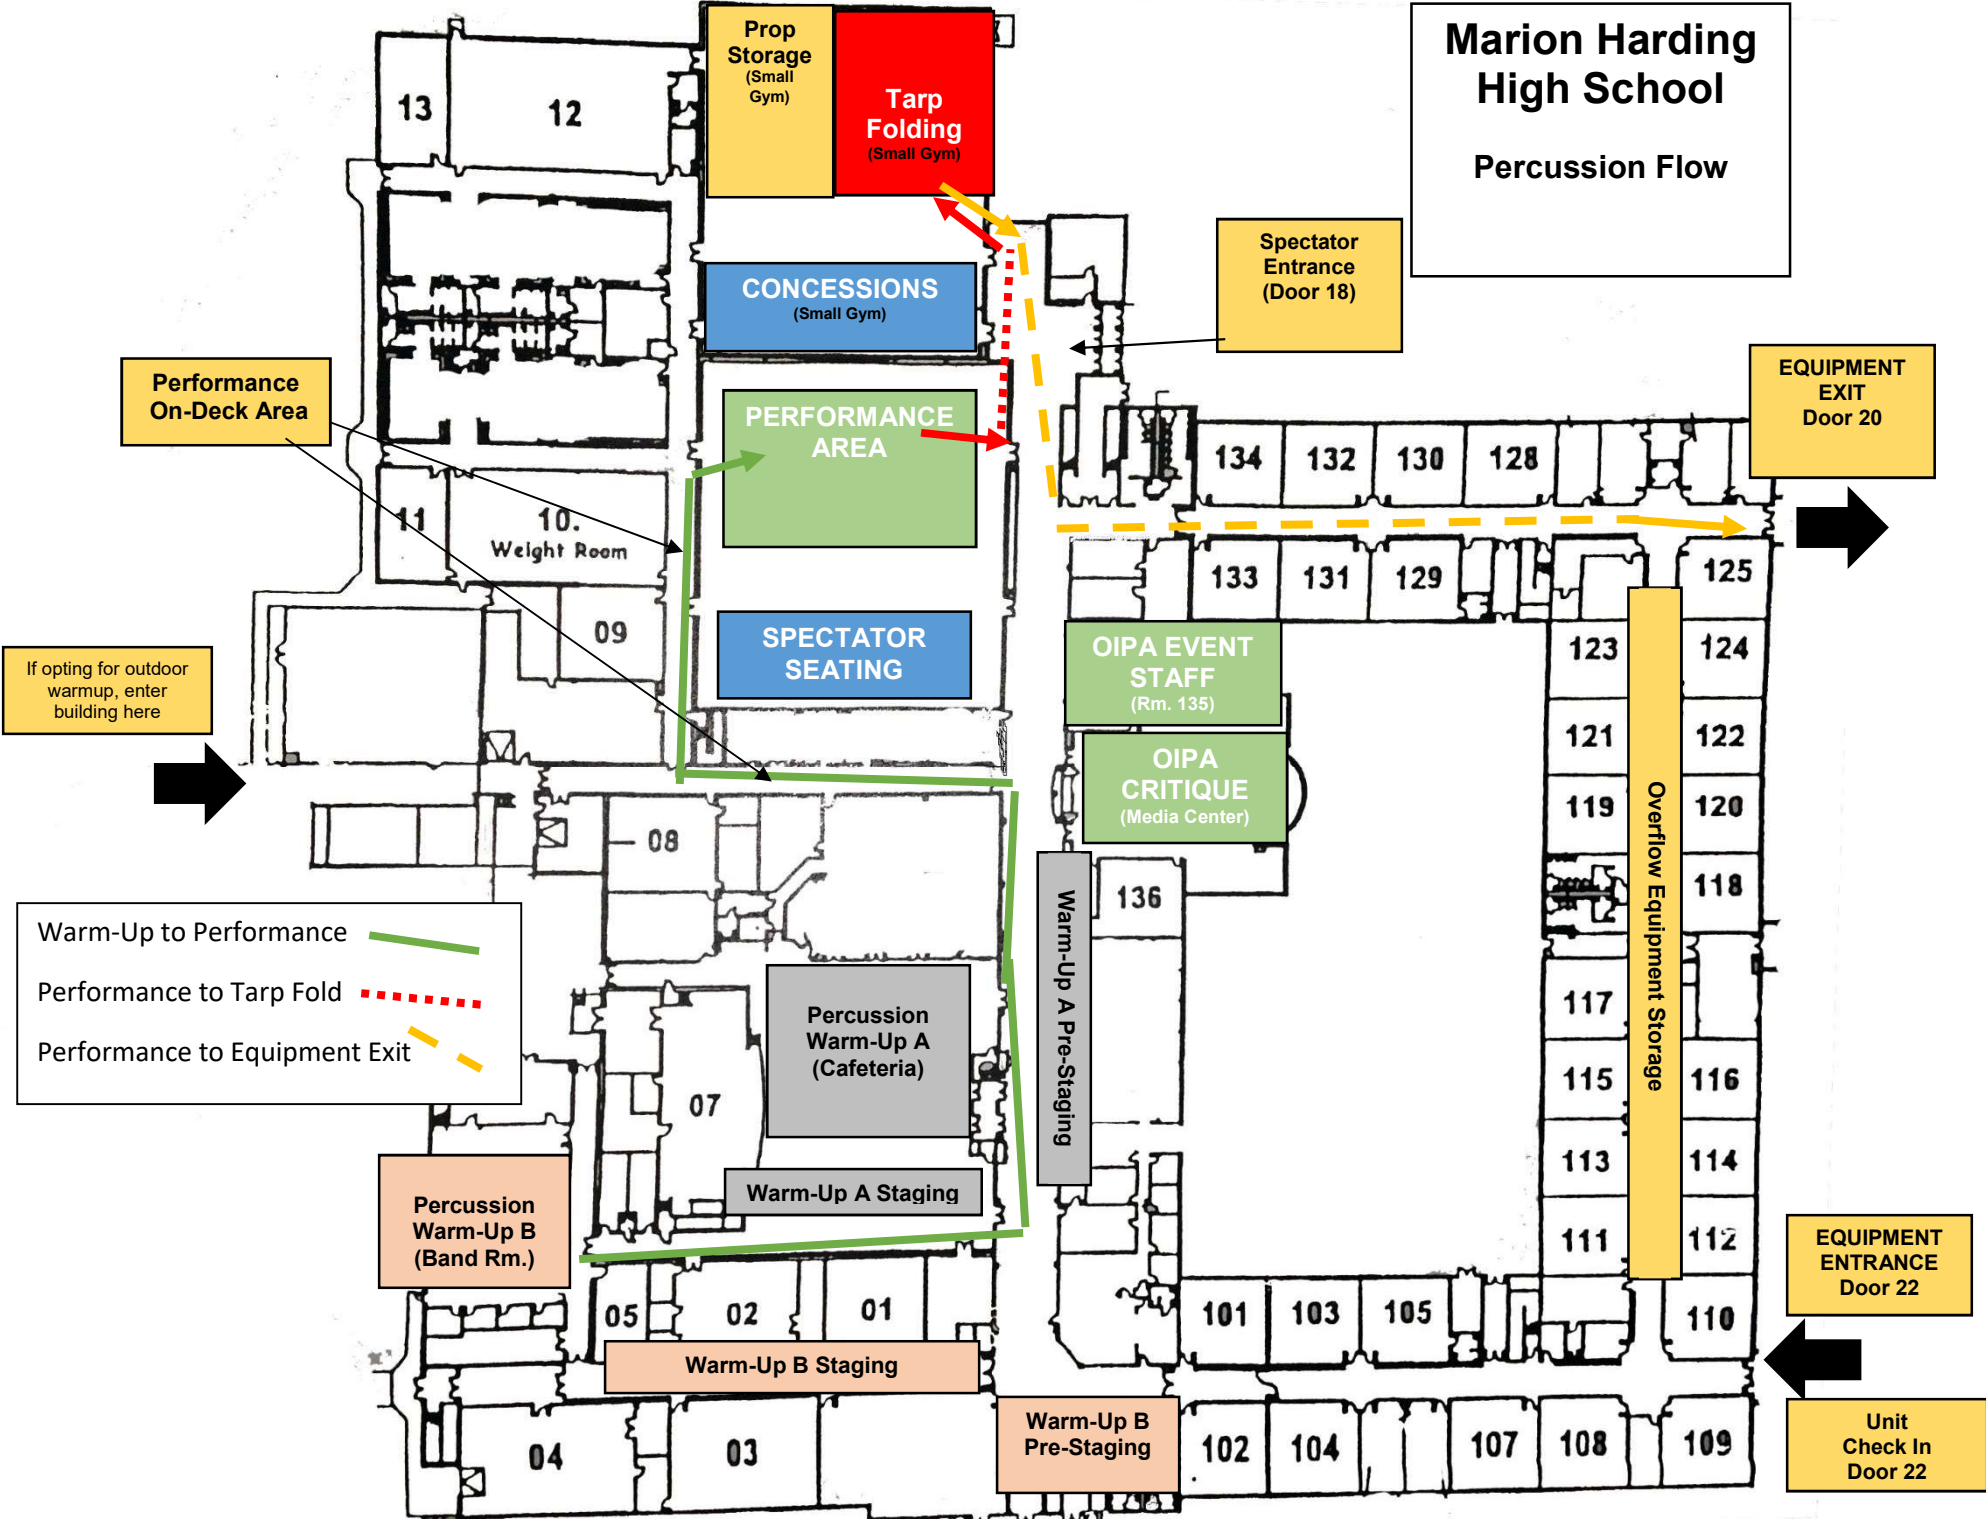 Marion Harding
High School
Percussion Flow
Prop
Storage
(Small
Gym)
Tarp
Folding
(Small Gym)
13
12
Spectator
Entrance
(Door 18)
CONCESSIONS
(Small Gym)
EQUIPMENT
EXIT
Door 20
Performance
On-Deck Area
PERFORMANCE
AREA
134
132
130
128
11
10.
Weight Room
133
131
129
125
09
SPECTATOR
SEATING
OIPA EVENT
STAFF
(Rm. 135)
123
124
If opting for outdoor
warmup, enter
building here
121
122
OIPA
CRITIQUE
(Media Center)
119
120
Overflow Equipment Storage
08
136
118
Warm-Up A Pre-Staging
Warm-Up to Performance
Performance to Tarp Fold
Performance to Equipment Exit
Percussion
Warm-Up A
(Cafeteria)
117
07
115
116
113
114
Warm-Up A Staging
Percussion
Warm-Up B
(Band Rm.)
111
112
EQUIPMENT
ENTRANCE
Door 22
05
02
01
101
103
105
110
Warm-Up B Staging
Warm-Up B
Pre-Staging
Unit
Check In
Door 22
04
03
102
104
107
108
109